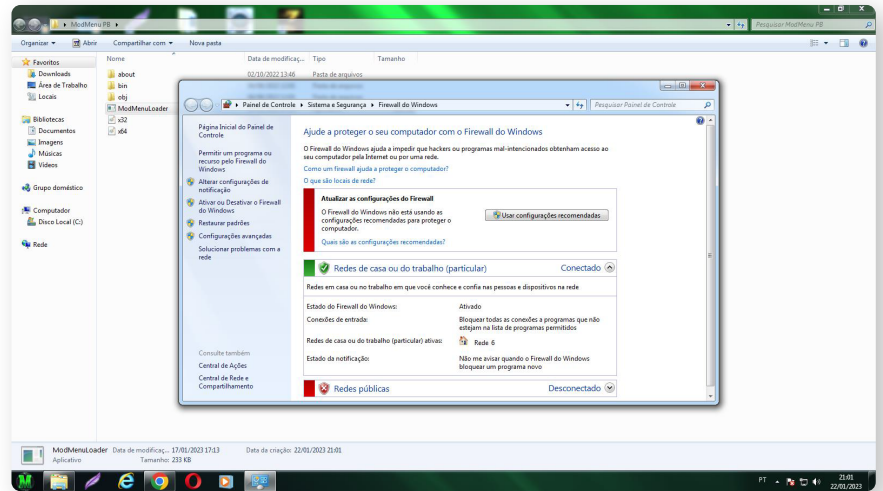 ModMenu PB
Pesquisar ModMenu PB
Organizar
Abrir
Compartilhar com
Nova pasta
Favoritos
Downloads
Área de Trabalho
Locais
Bibliotecas
Documentos
Imagens
Músicas
Vídeos
Grupo doméstico
Computador
Disco Local (C:)
Rede
Nome
Data de modificaç...
Tipo
Tamanho
about
02/10/2022 13:46
Pasta de arquivos
bin
obj
ModMenuLoader
x32
x64
Painel de Controle
Sistema e Segurança
Firewall do Windows
Pesquisar Painel de Controle
Página Inicial do Painel de
Controle
Permitir um programa ou
recurso pelo Firewall do
Windows
Alterar configurações de
notificação
Ativar ou Desativar o Firewall
do Windows
Restaurar padrões
Configurações avançadas
Solucionar problemas com a
rede
Consulte também
Central de Ações
Central de Rede e
Compartilhamento
Ajude a proteger o seu computador com o Firewall do Windows
O Firewall do Windows ajuda a impedir que hackers ou programas mal-intencionados obtenham acesso ao
seu computador pela Internet ou por uma rede.
Como um firewall ajuda a proteger o computador?
O que são locais de rede?
Atualizar as configurações do Firewall
O Firewall do Windows não está usando as
configurações recomendadas para proteger o
computador.
Usar configurações recomendadas
Quais são as configurações recomendadas?
Redes de casa ou do trabalho (particular)
Conectado
Redes em casa ou no trabalho em que você conhece e confia nas pessoas e dispositivos na rede
Estado do Firewall do Windows:
Ativado
Conexões de entrada:
Bloquear todas as conexões a programas que não
estejam na lista de programas permitidos
Redes de casa ou do trabalho (particular) ativas:
Rede 6
Estado da notificação:
Não me avisar quando o Firewall do Windows
bloquear um programa novo
Redes públicas
Desconectado
ModMenuLoader
Data de modificaç... 17/01/2023 17:13
Data da criação: 22/01/2023 21:01
Aplicativo
Tamanho: 233 KB
PT
21:01
22/01/2023